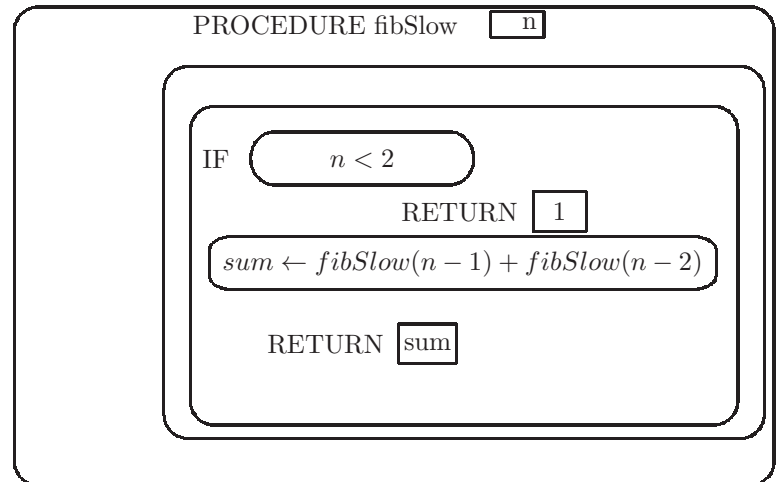 PROCEDURE fibSlow n
IF n < 2
RETURN 1
sum ← fibSlow(n − 1) + fibSlow(n − 2)
RETURN sum